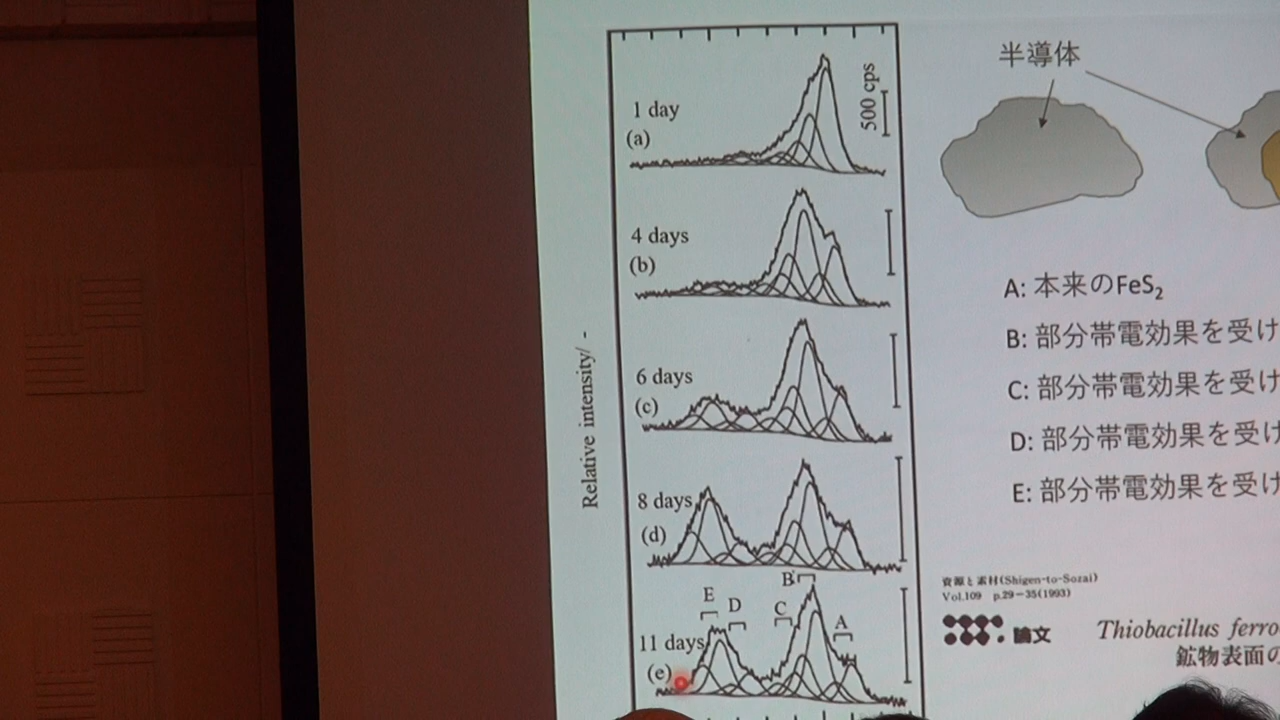 Relative intensity/ -
500 cps
1 day
(a)
4 days
(b)
6 days
(c)
8 days
(d)
11 days
(e)
E
D
B
C
A
半導体
A: 本来のFeS2
B: 部分帯電効果を受け
C: 部分帯電効果を受け
D: 部分帯電効果を受け
E: 部分帯電効果を受け
資源と素材(Shigen-to-Sozai)
Vol.109 p.29-35(1993)
論文
Thiobacillus ferro
鉱物表面の